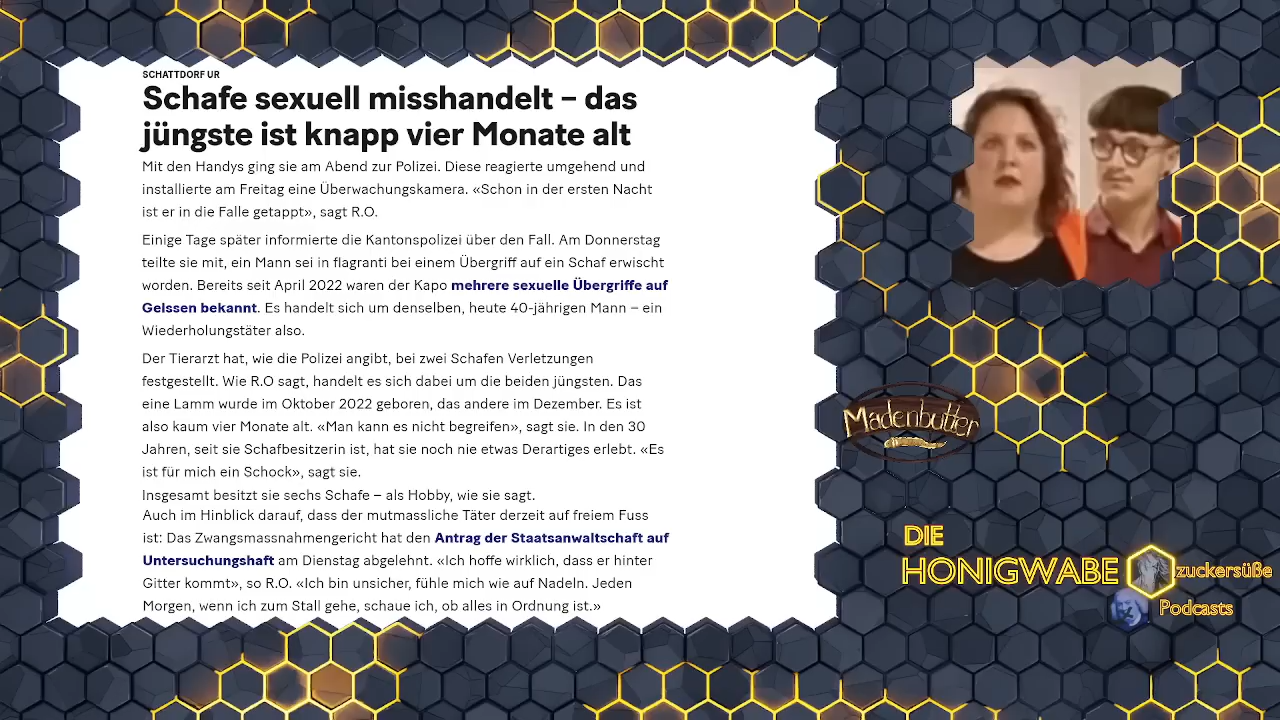 SCHATTDORF UR
Schafe sexuell misshandelt – das
jüngste ist knapp vier Monate alt
Mit den Handys ging sie am Abend zur Polizei. Diese reagierte umgehend und
installierte am Freitag eine Überwachungskamera. «Schon in der ersten Nacht
ist er in die Falle getappt», sagt R.O.
Einige Tage später informierte die Kantonspolizei über den Fall. Am Donnerstag
teilte sie mit, ein Mann sei in flagranti bei einem Übergriff auf ein Schaf erwischt
worden. Bereits seit April 2022 waren der Kapo mehrere sexuelle Übergriffe auf
Geissen bekannt. Es handelt sich um denselben, heute 40-jährigen Mann – ein
Wiederholungstäter also.
Der Tierarzt hat, wie die Polizei angibt, bei zwei Schafen Verletzungen
festgestellt. Wie R.O sagt, handelt es sich dabei um die beiden jüngsten. Das
eine Lamm wurde im Oktober 2022 geboren, das andere im Dezember. Es ist
also kaum vier Monate alt. «Man kann es nicht begreifen», sagt sie. In den 30
Jahren, seit sie Schafbesitzerin ist, hat sie noch nie etwas Derartiges erlebt. «Es
ist für mich ein Schock», sagt sie.
Insgesamt besitzt sie sechs Schafe – als Hobby, wie sie sagt.
Auch im Hinblick darauf, dass der mutmassliche Täter derzeit auf freiem Fuss
ist: Das Zwangsmassnahmengericht hat den Antrag der Staatsanwaltschaft auf
Untersuchungshaft am Dienstag abgelehnt. «Ich hoffe wirklich, dass er hinter
Gitter kommt», so R.O. «Ich bin unsicher, fühle mich wie auf Nadeln. Jeden
Morgen, wenn ich zum Stall gehe, schaue ich, ob alles in Ordnung ist.»
Madenbutter
DIE
HONIGWABE
zuckersüße
Podcasts